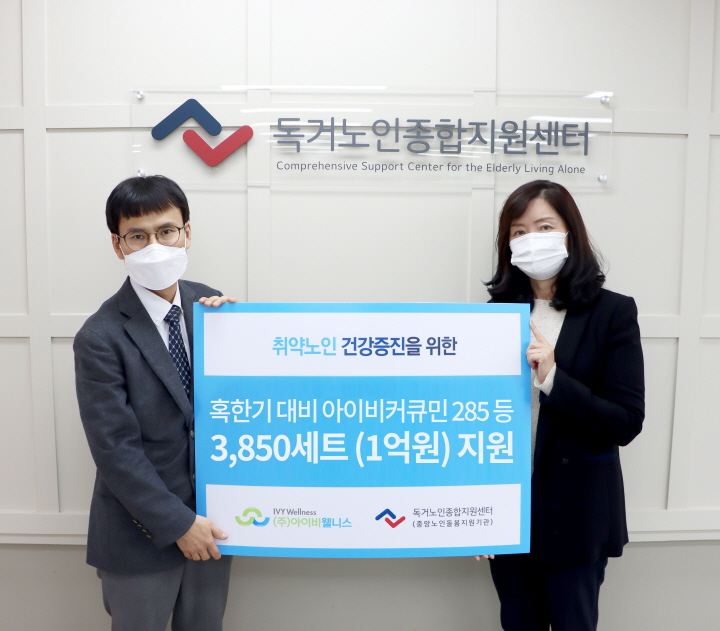 독거노인종합지원센터
Comprehensive Support Center for the Elderly Living Alone
취약노인 건강증진을 위한
혹한기 대비 아이비커큐민 285 등
3,850세트 (1억원) 지원
IVY Wellness
(주)아이비웰니스
독거노인종합지원센터
(중앙노인돌봄지원기관)